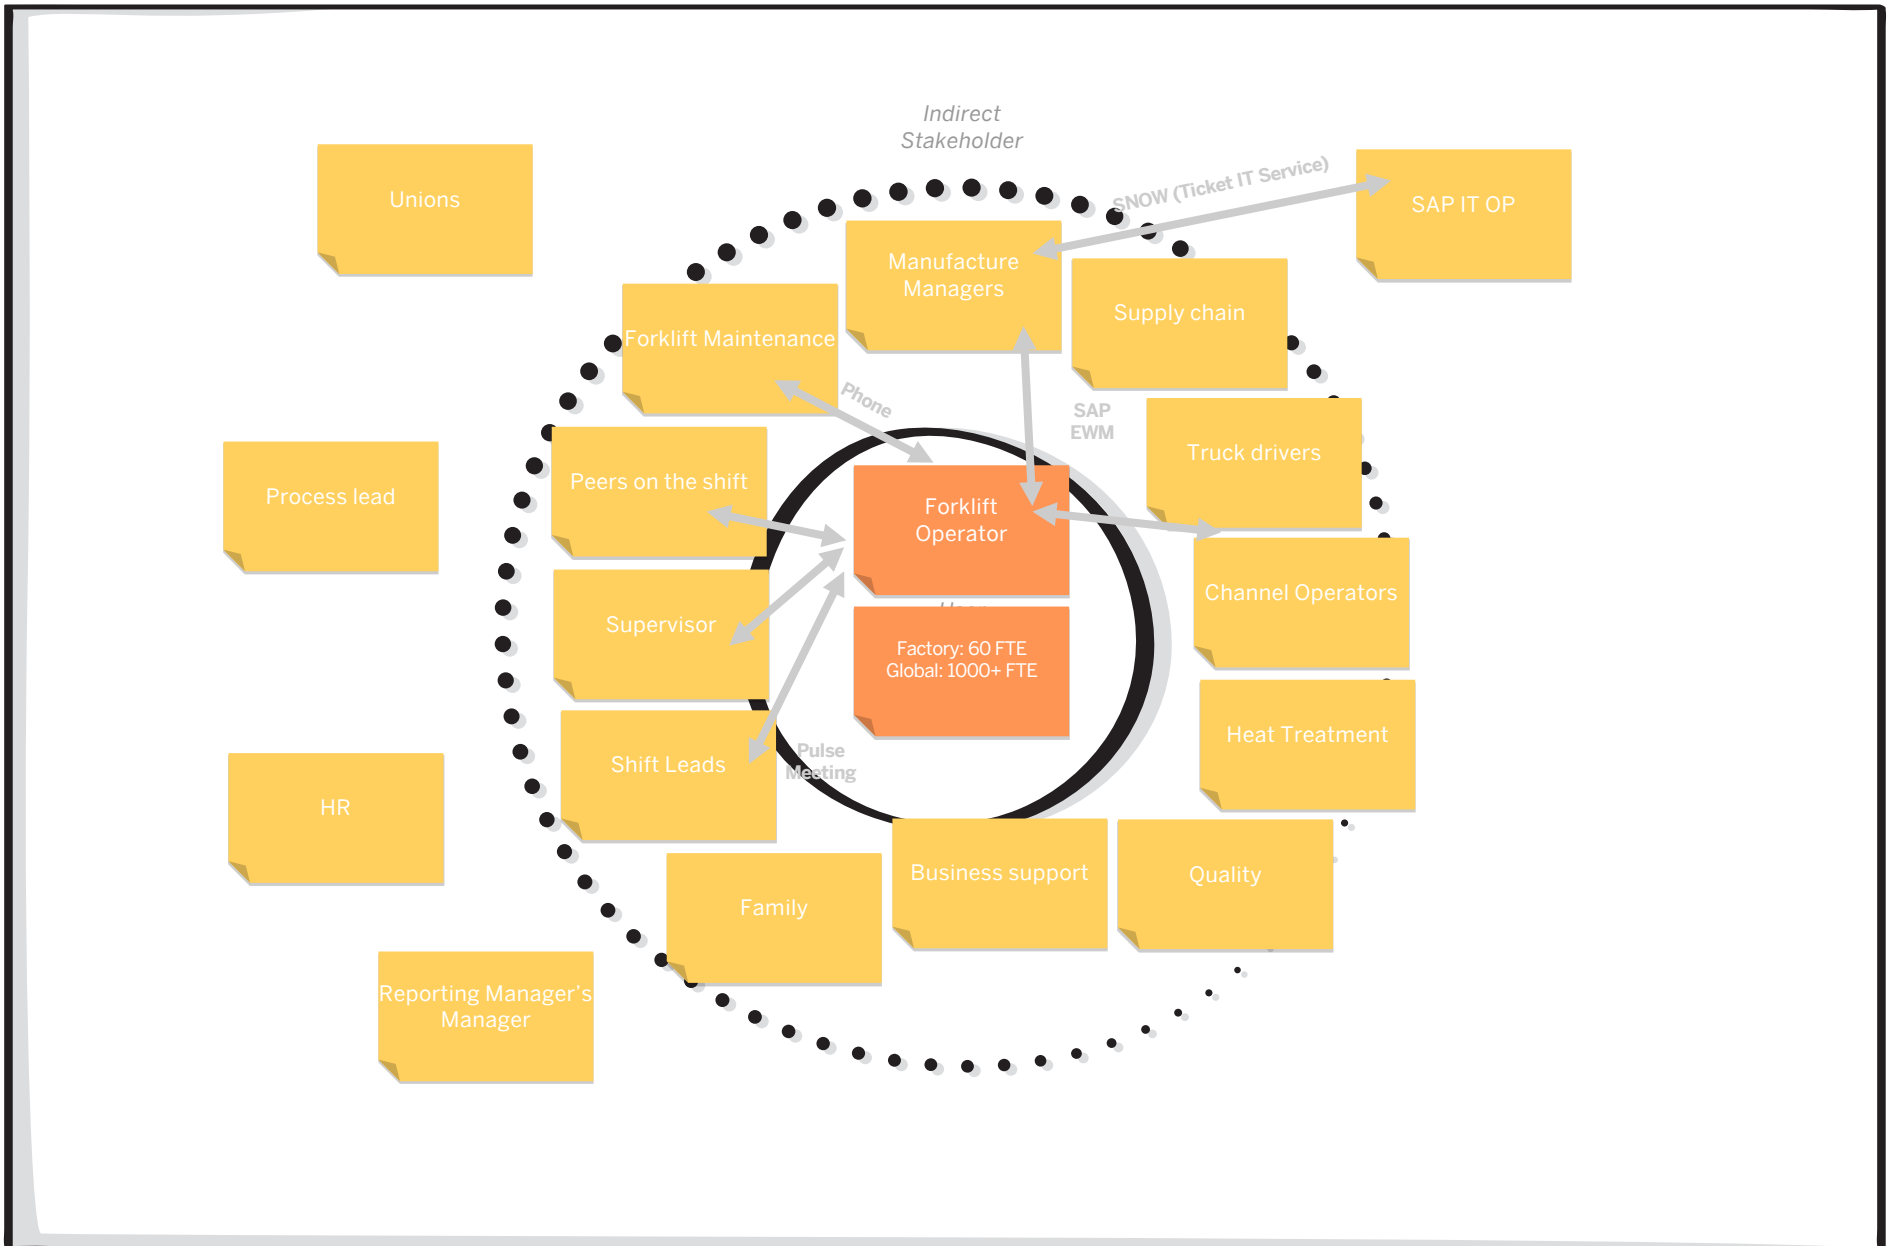 Indirect
Stakeholder
Unions
SNOW (Ticket IT Service)
SAP IT OP
Manufacture
Managers
Supply chain
Forklift Maintenance
Phone
SAP
EWM
Truck drivers
Peers on the shift
Process lead
Forklift
Operator
Channel Operators
Supervisor
Factory: 60 FTE
Global: 1000+ FTE
Heat Treatment
Shift Leads
Pulse
Meeting
HR
Business support
Quality
Family
Reporting Manager’s
Manager